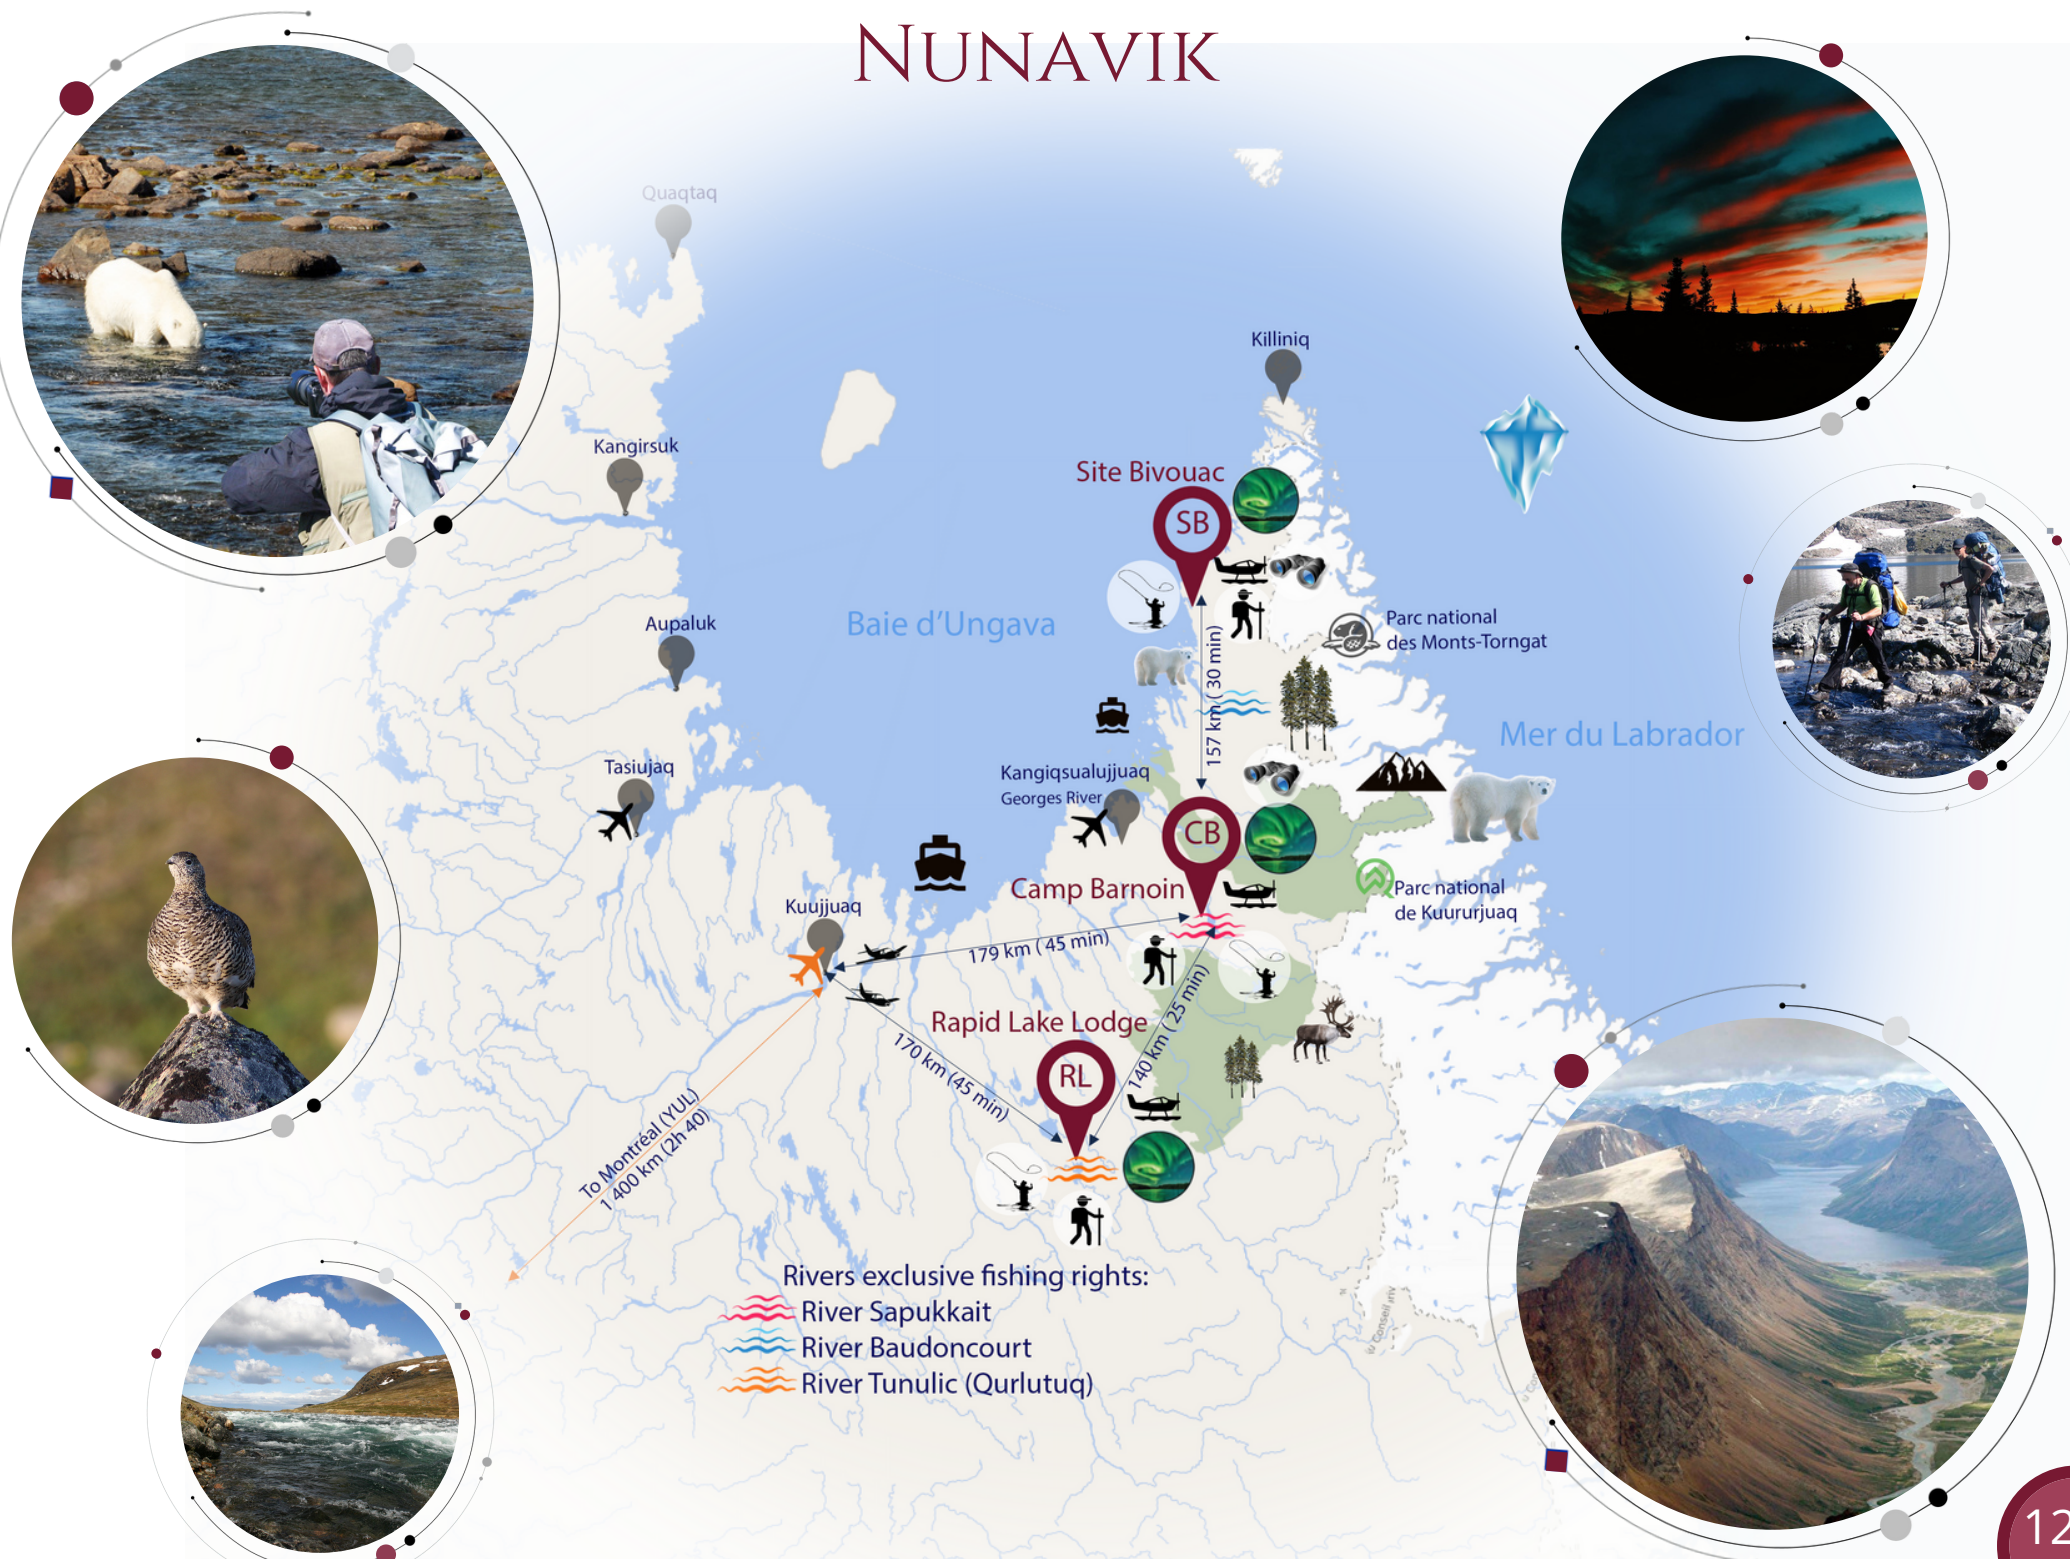 NUNAVIK
Quaqtaq
Killiniq
Kangirsuk
Site Bivouac
SB
Aupaluk
Baie d'Ungava
Parc national
des Monts-Torngat
157 km ( 30 min)
Mer du Labrador
Tasiujaq
Kangiqsualujjuaq
Georges River
CB
Camp Barnoin
Parc national
de Kuururjuaq
Kuujjuaq
179 km ( 45 min)
Rapid Lake Lodge
RL
170 km (45 min)
140 km ( 25 min)
To Montréal (YUL)
1 400 km (2h 40)
Rivers exclusive fishing rights:
River Sapukkait
River Baudoncourt
River Tunulic (Qurlutuq)
12